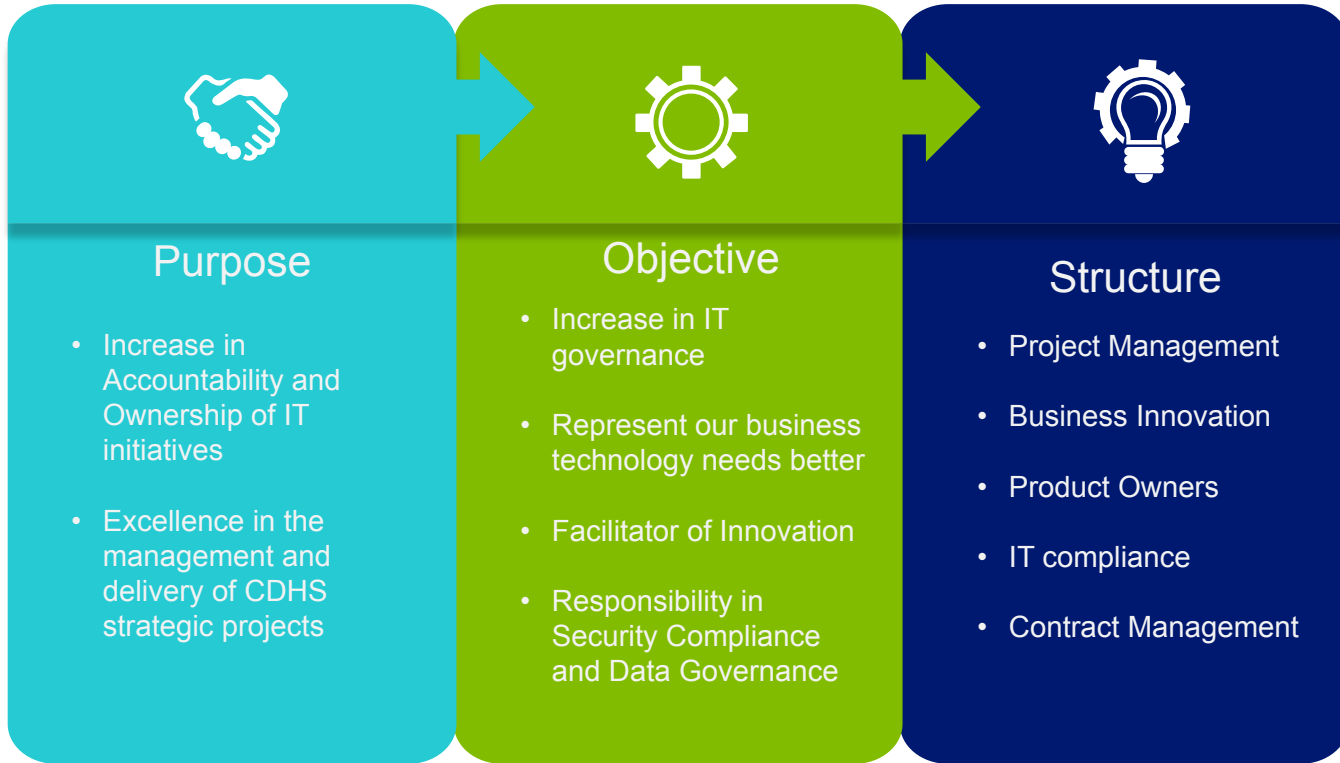 Purpose
• Increase in
Accountability and
Ownership of IT
initiatives
• Excellence in the
management and
delivery of CDHS
strategic projects
Objective
• Increase in IT
governance
• Represent our business
technology needs better
• Facilitator of Innovation
• Responsibility in
Security Compliance
and Data Governance
Structure
• Project Management
• Business Innovation
• Product Owners
• IT compliance
• Contract Management